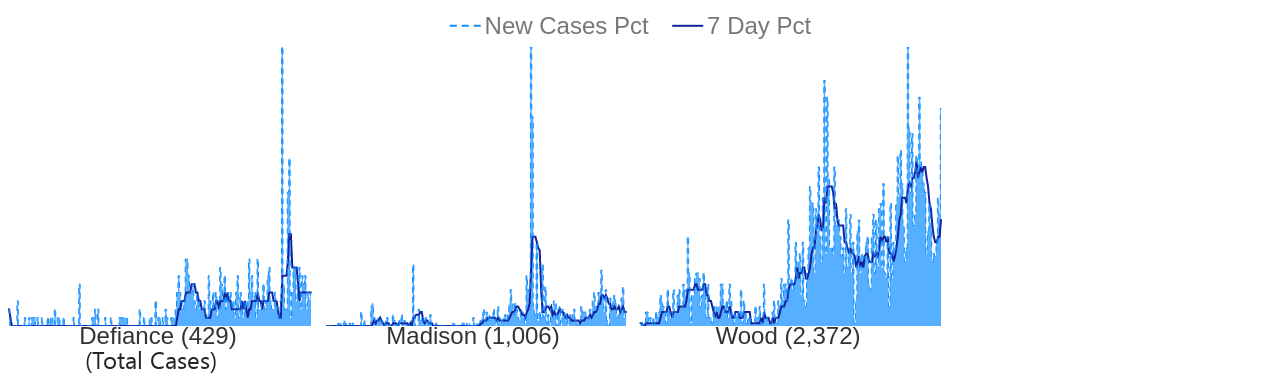 New Cases Pct 7 Day Pct
Defiance (429) Madison (1,006) Wood (2,372)
(Total Cases)